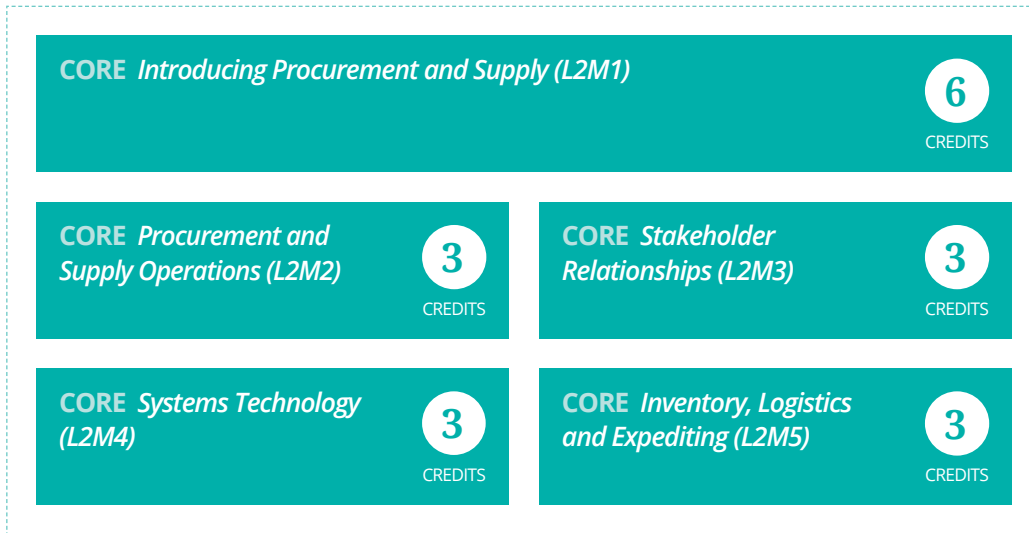 CORE Introducing Procurement and Supply (L2M1)
6
CREDITS
CORE Procurement and
Supply Operations (L2M2)
3
CREDITS
CORE Stakeholder
Relationships (L2M3)
3
CREDITS
CORE Systems Technology
(L2M4)
3
CREDITS
CORE Inventory, Logistics
and Expediting (L2M5)
3
CREDITS